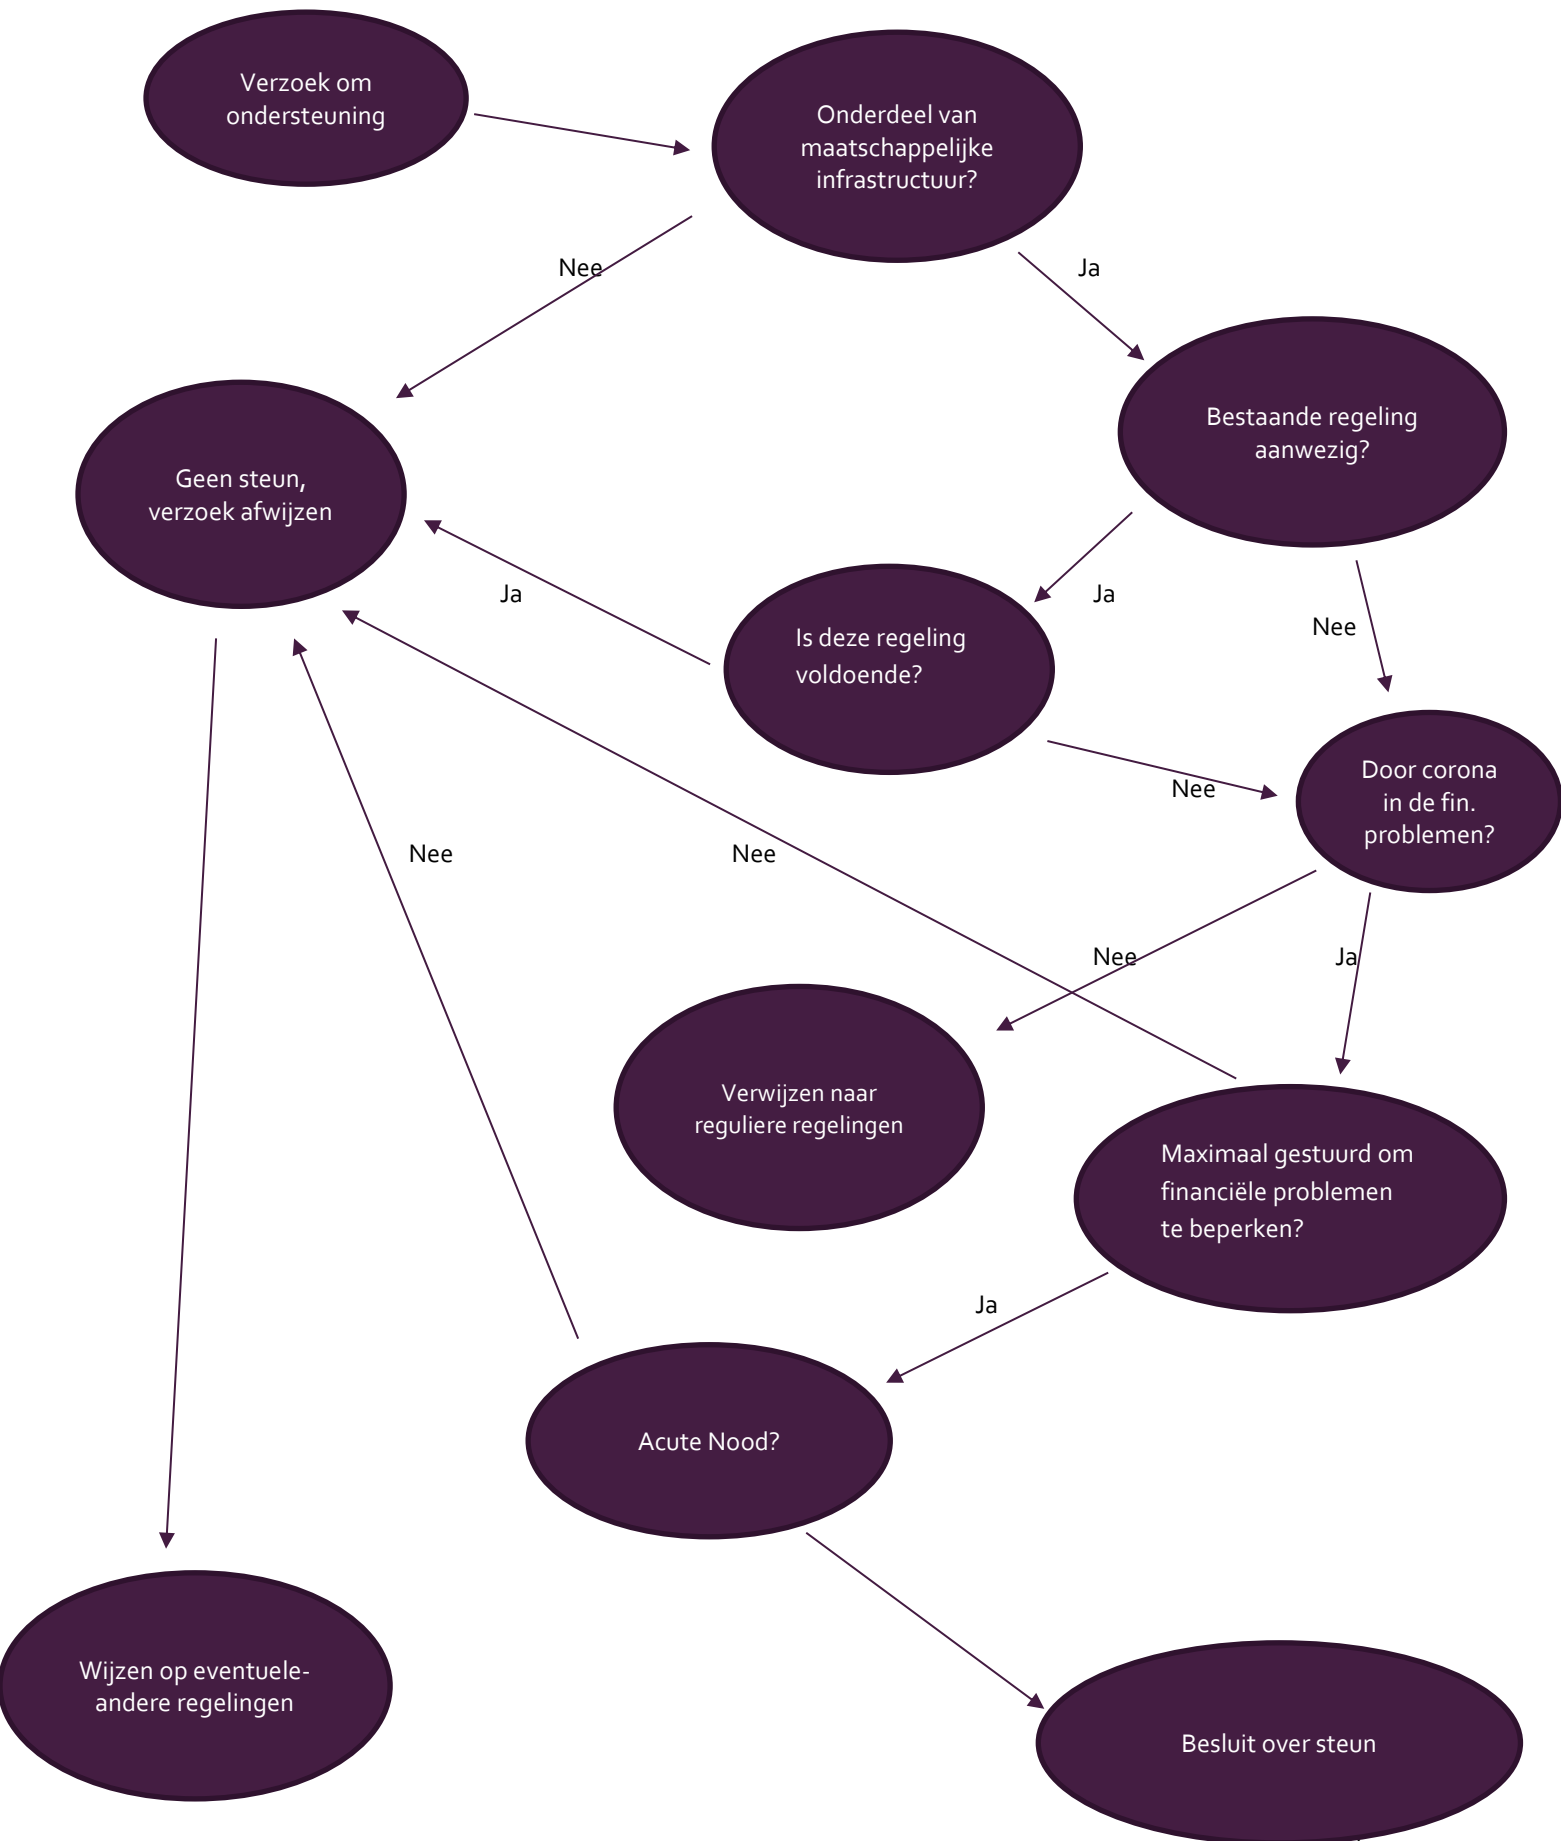 Verzoek om
ondersteuning
Onderdeel van
maatschappelijke
infrastructuur?
Nee
Ja
Bestaande regeling
aanwezig?
Geen steun,
verzoek afwijzen
Ja
Ja
Is deze regeling
voldoende?
Nee
Nee
Door corona
in de fin.
problemen?
Nee
Nee
Nee
Ja
Verwijzen naar
reguliere regelingen
Maximaal gestuurd om
financiële problemen
te beperken?
Ja
Acute Nood?
Wijzen op eventuele-
andere regelingen
Besluit over steun